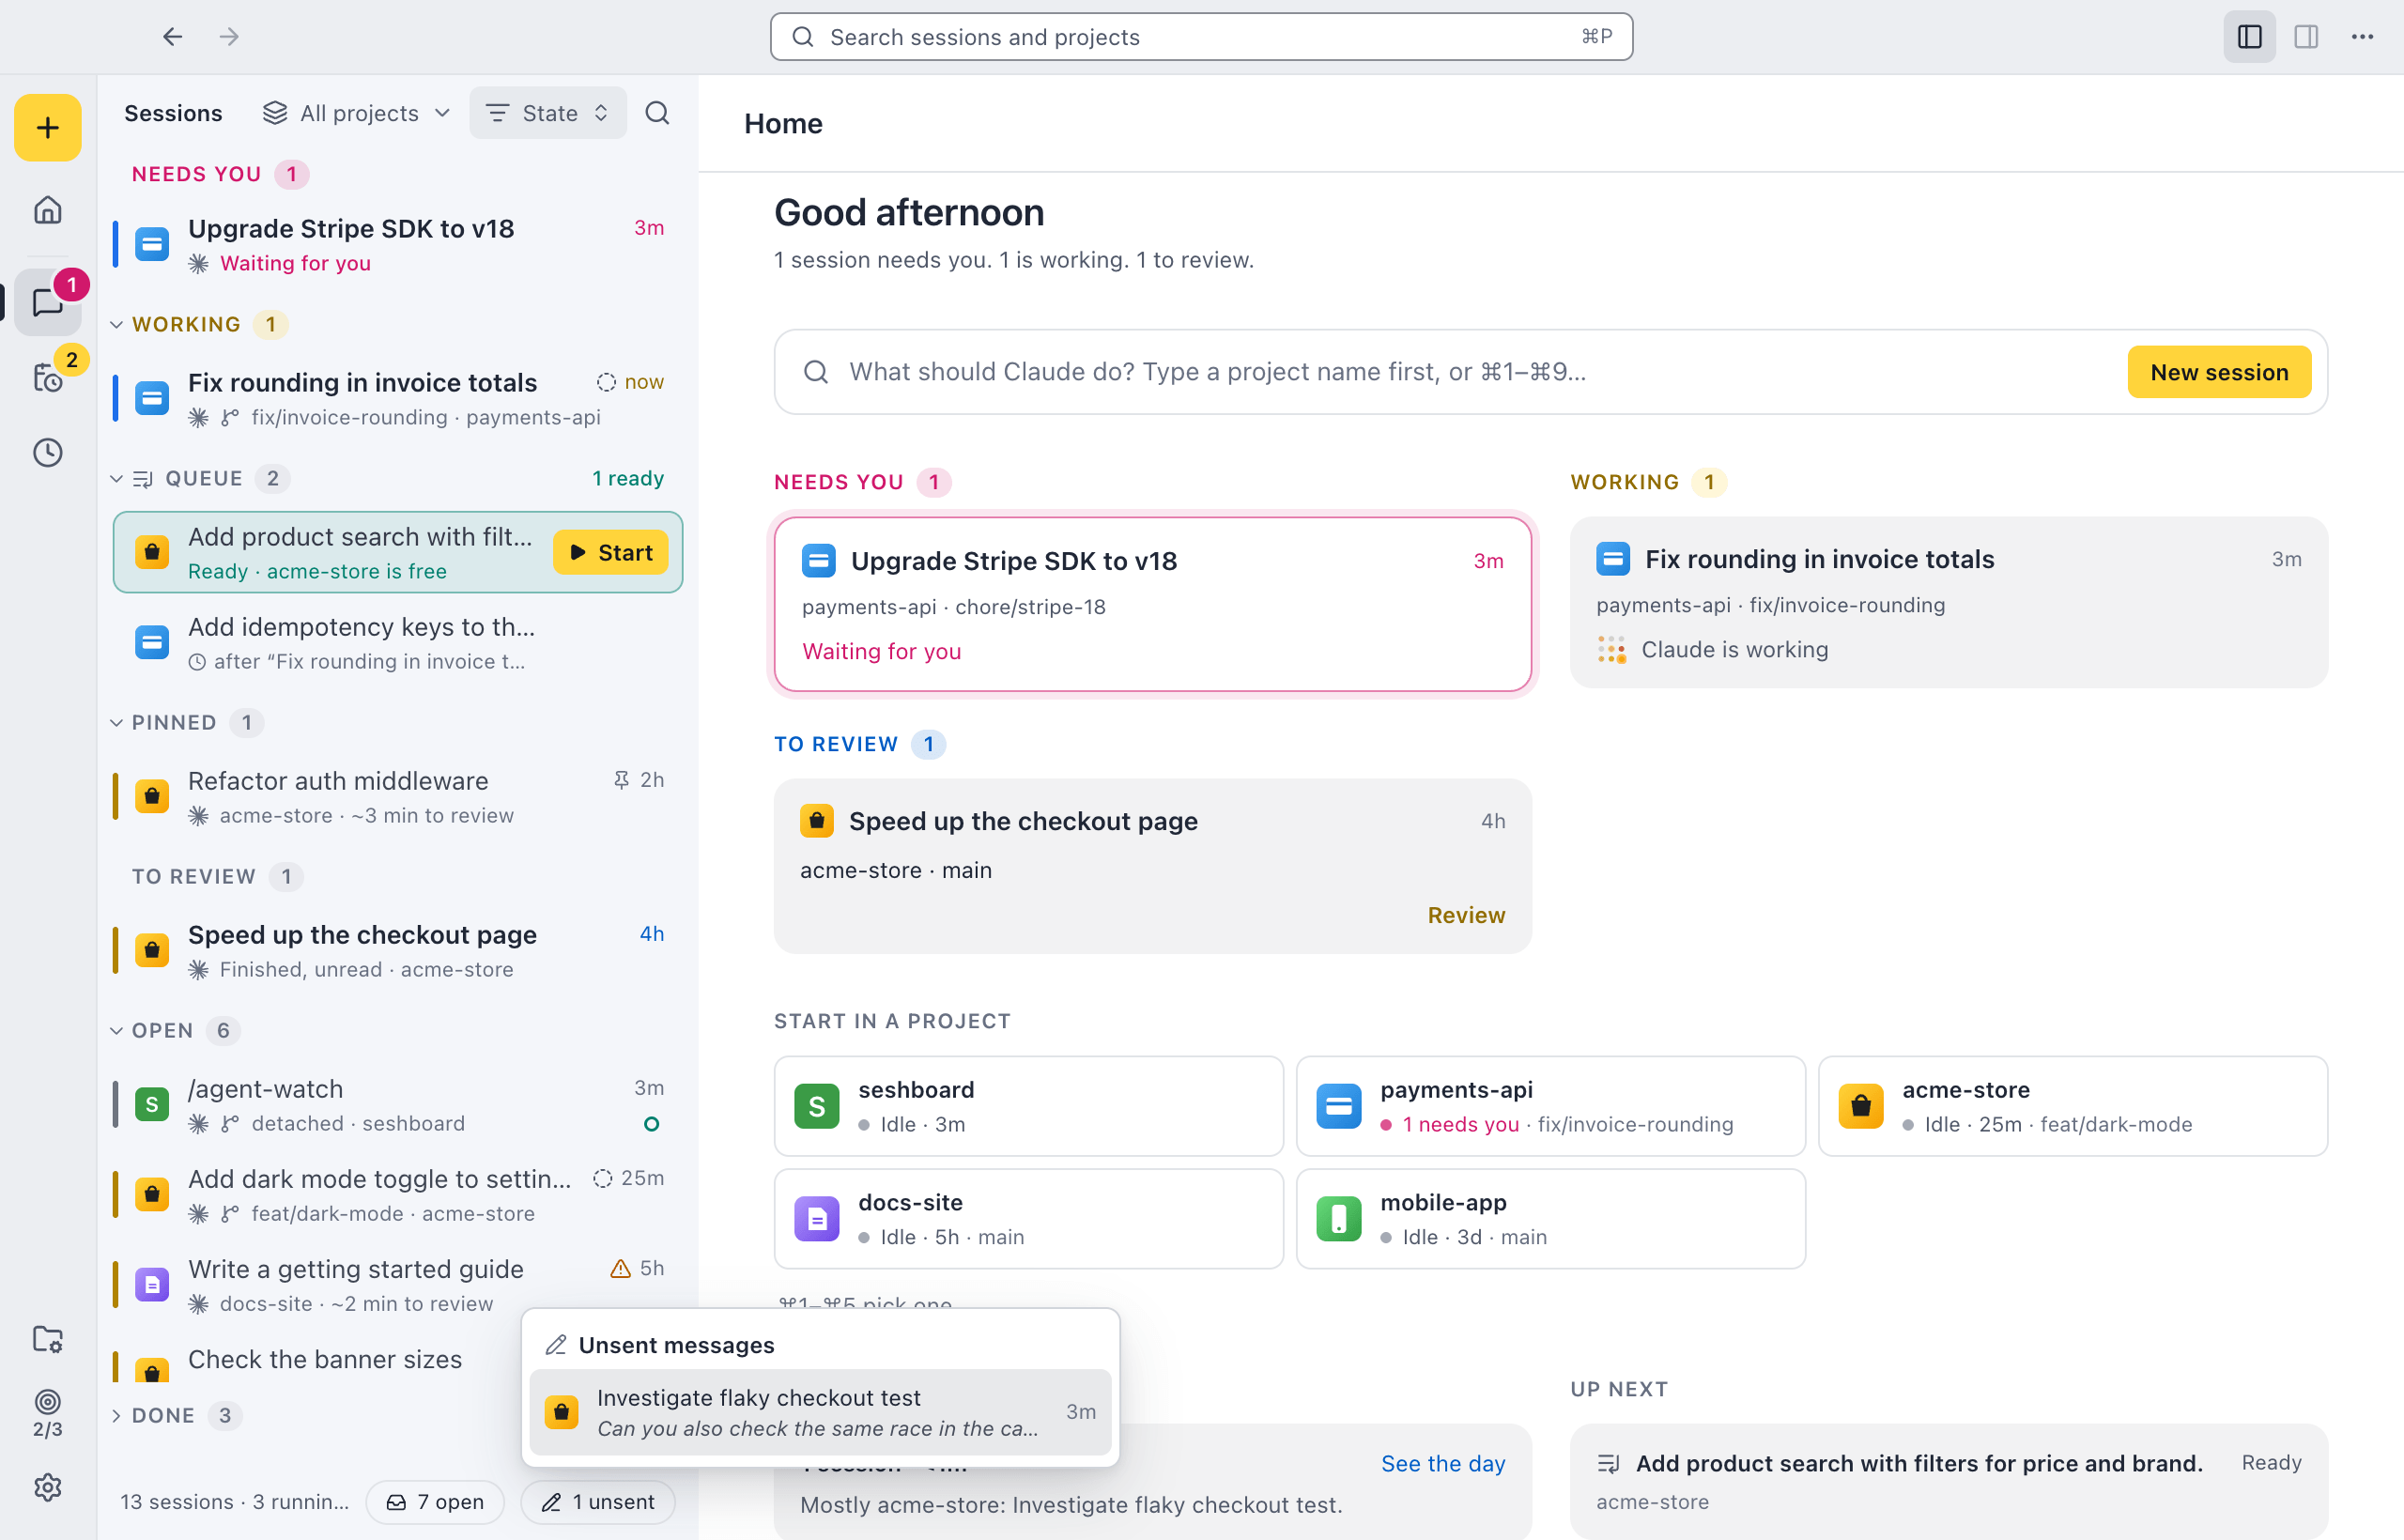 Search sessions and projects ⌘P
Sessions All projects State
NEEDS YOU 1
Upgrade Stripe SDK to v18 3m
Waiting for you
WORKING 1
Fix rounding in invoice totals now
fix/invoice-rounding · payments-api
QUEUE 2 1 ready
Add product search with filt...
Ready · acme-store is free
Start
Add idempotency keys to th...
after “Fix rounding in invoice t...
PINNED 1
Refactor auth middleware 2h
acme-store · ~3 min to review
TO REVIEW 1
Speed up the checkout page 4h
Finished, unread · acme-store
OPEN 6
S
/agent-watch 3m
detached · seshboard
Add dark mode toggle to settin... 25m
feat/dark-mode · acme-store
Write a getting started guide 5h
docs-site · ~2 min to review
Check the banner sizes
DONE 3
13 sessions · 3 runnin... 7 open 1 unsent
1
2
2/3
Home
Good afternoon
1 session needs you. 1 is working. 1 to review.
What should Claude do? Type a project name first, or ⌘1–⌘9...
New session
NEEDS YOU 1
Upgrade Stripe SDK to v18 3m
payments-api · chore/stripe-18
Waiting for you
WORKING 1
Fix rounding in invoice totals 3m
payments-api · fix/invoice-rounding
Claude is working
TO REVIEW 1
Speed up the checkout page 4h
acme-store · main
Review
START IN A PROJECT
S
seshboard
Idle · 3m
payments-api
1 needs you · fix/invoice-rounding
acme-store
Idle · 25m · feat/dark-mode
docs-site
Idle · 5h · main
mobile-app
Idle · 3d · main
⌘1–⌘5 pick one
Unsent messages
Investigate flaky checkout test 3m
Can you also check the same race in the ca...
See the day
Mostly acme-store: Investigate flaky checkout test.
UP NEXT
Add product search with filters for price and brand. Ready
acme-store